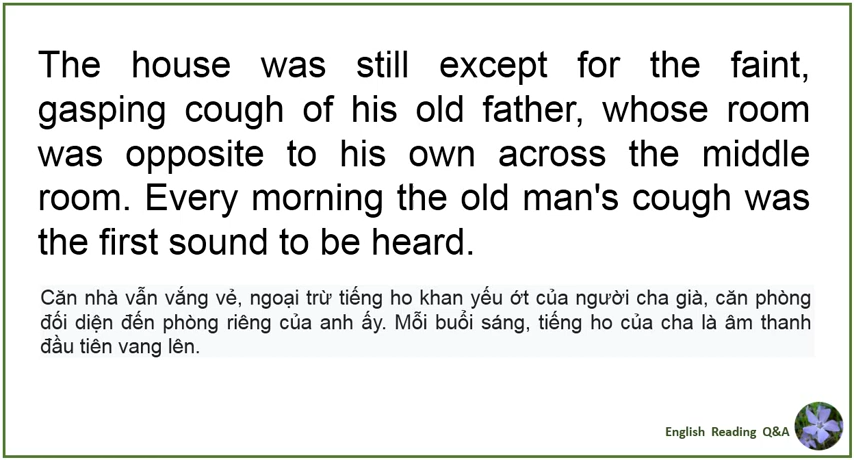 The house was still except for the faint,
gasping cough of his old father, whose room
was opposite to his own across the middle
room. Every morning the old man's cough was
the first sound to be heard.
Căn nhà vẫn vắng vẻ, ngoại trừ tiếng ho khan yếu ớt của người cha già, căn phòng
đối diện đến phòng riêng của anh ấy. Mỗi buổi sáng, tiếng ho của cha là âm thanh
đầu tiên vang lên.
English Reading Q&A